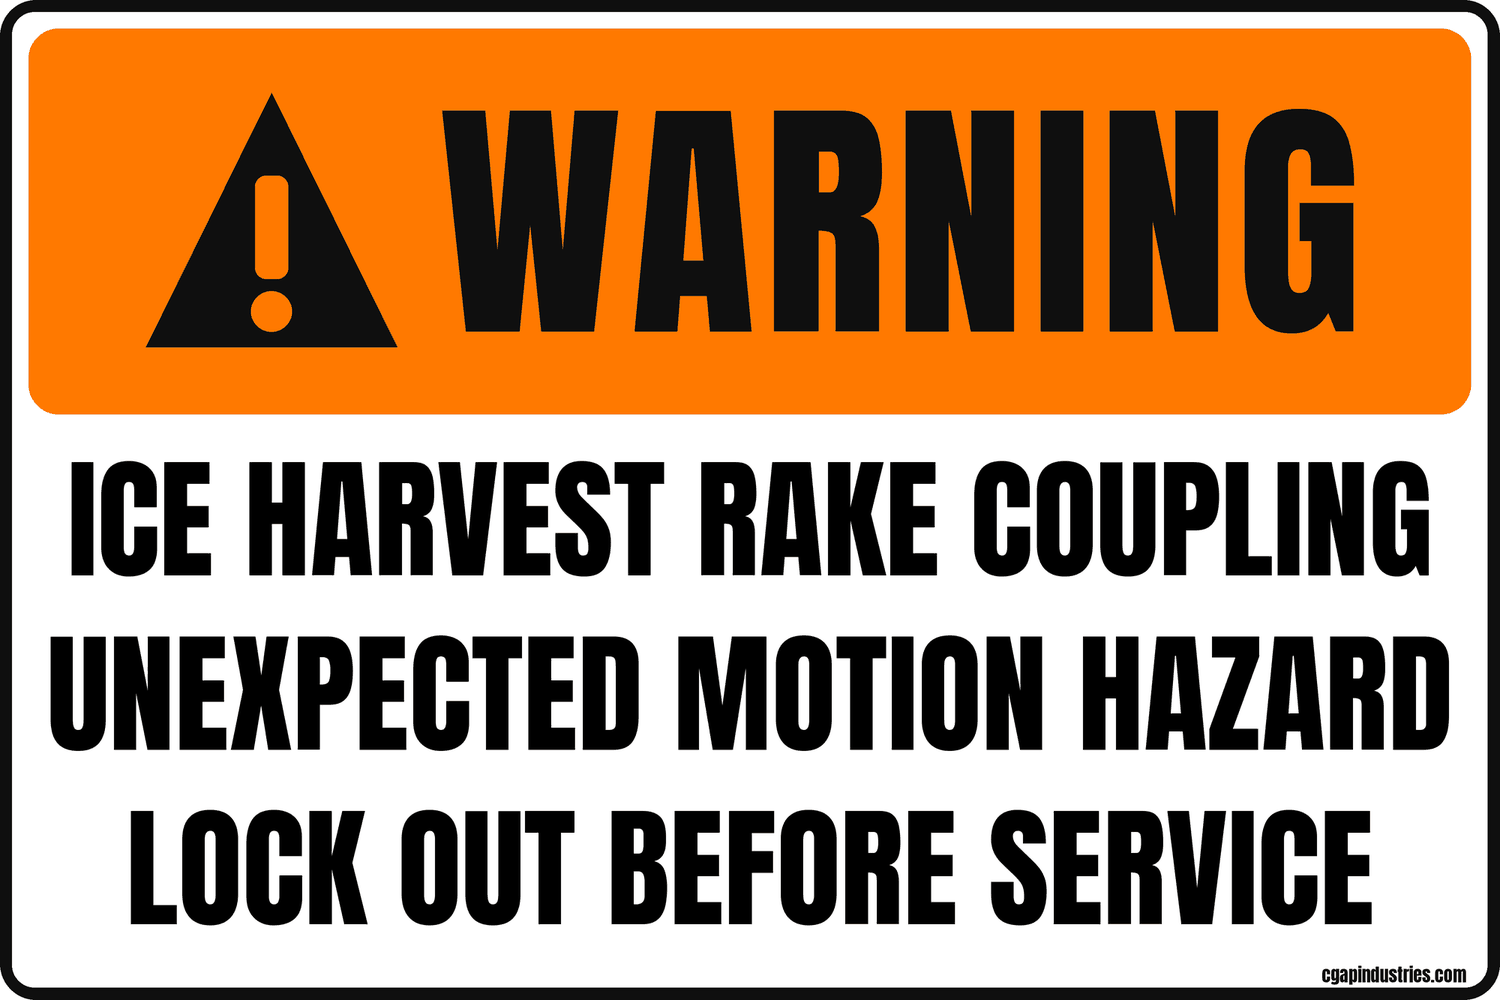 WARNING
ICE HARVEST RAKE COUPLING
UNEXPECTED MOTION HAZARD
LOCK OUT BEFORE SERVICE
cgapindustries.com